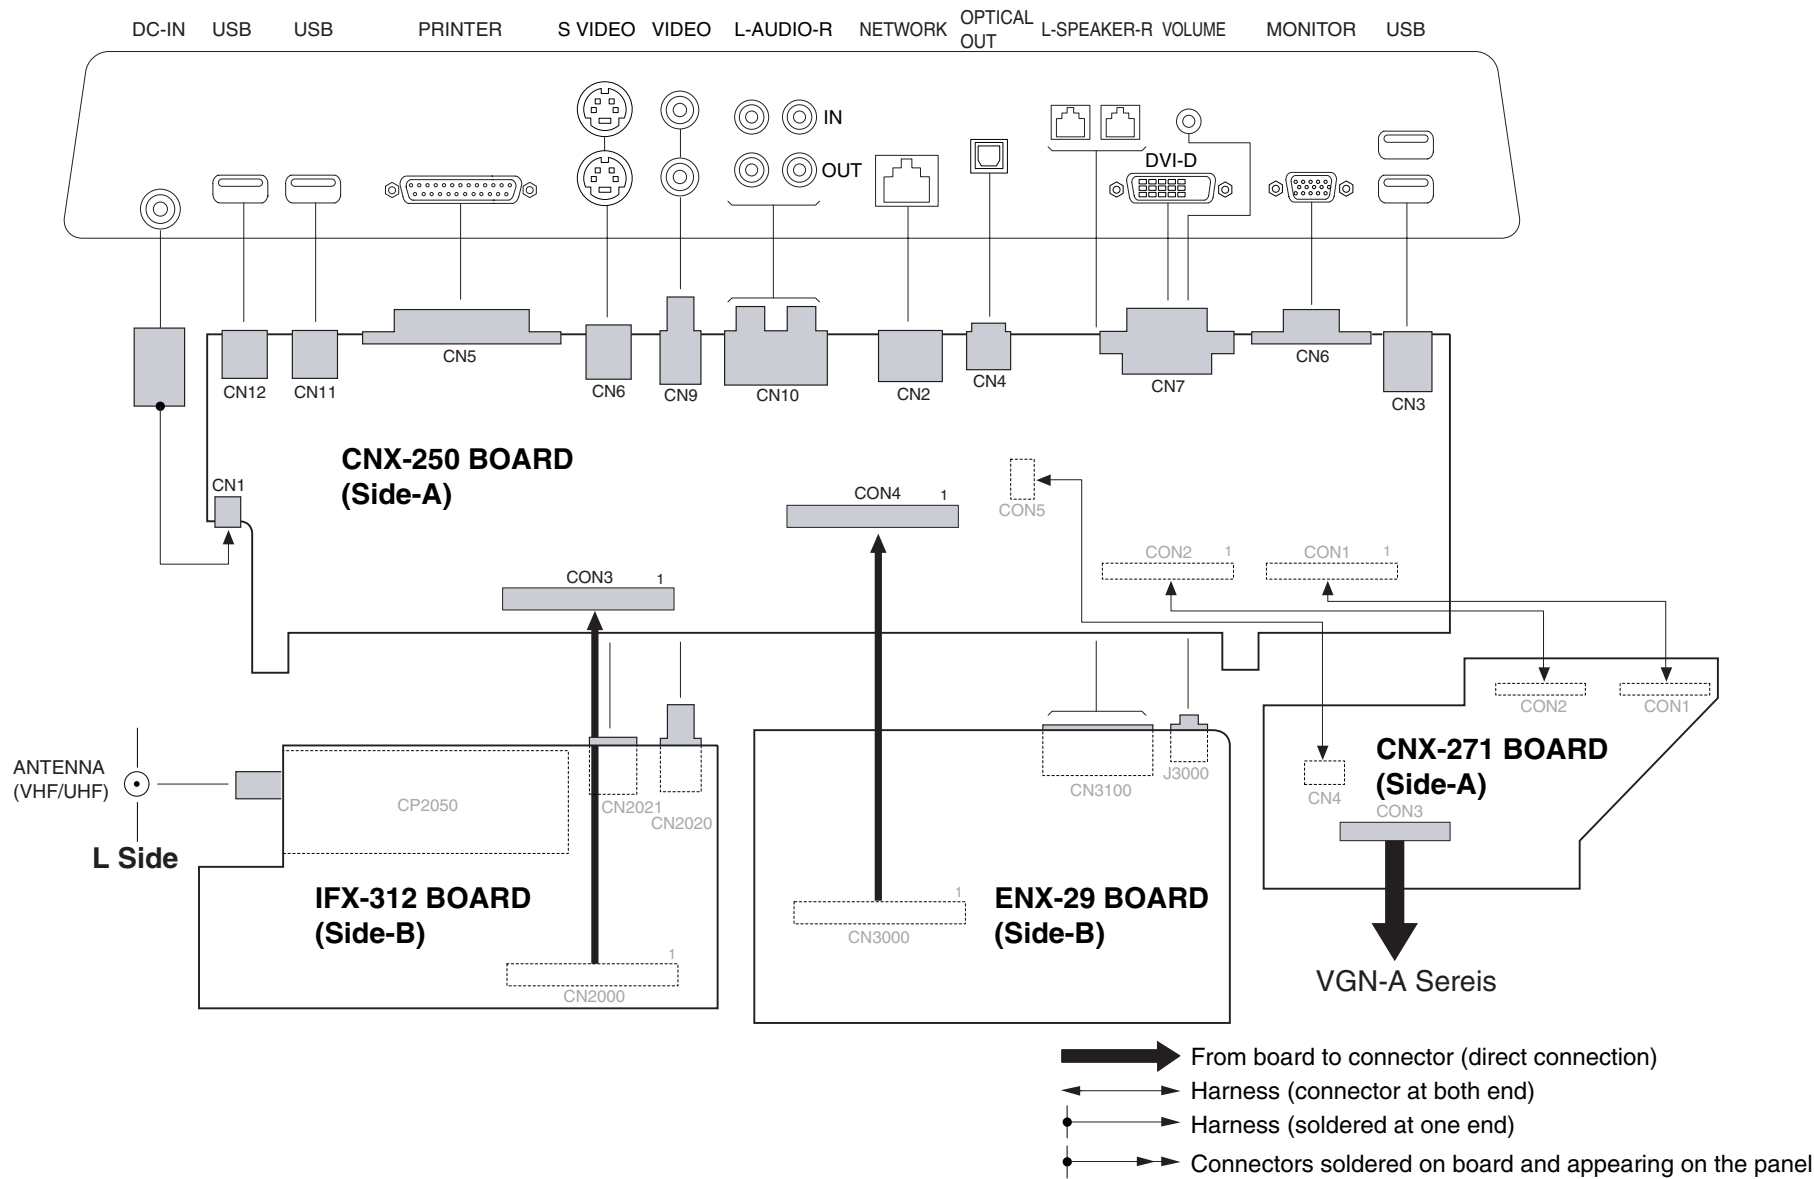 DC-IN USB USB PRINTER S VIDEO VIDEO L-AUDIO-R NETWORK OPTICAL OUT L-SPEAKER-R VOLUME MONITOR USB
IN
OUT
DVI-D
CN12 CN11 CN5 CN6 CN9 CN10 CN2 CN4 CN7 CN6 CN3
CNX-250 BOARD
(Side-A)
CN1
CON4 1
CON5
CON2 1
CON1 1
CON3 1
ANTENNA
(VHF/UHF)
L Side
CP2050
CN2021
CN2020
IFX-312 BOARD
(Side-B)
1
CN2000
CN3100
J3000
1
CN3000
ENX-29 BOARD
(Side-B)
CON2
CON1
CNX-271 BOARD
(Side-A)
CN4
CON3
VGN-A Sereis
From board to connector (direct connection)
Harness (connector at both end)
Harness (soldered at one end)
Connectors soldered on board and appearing on the panel